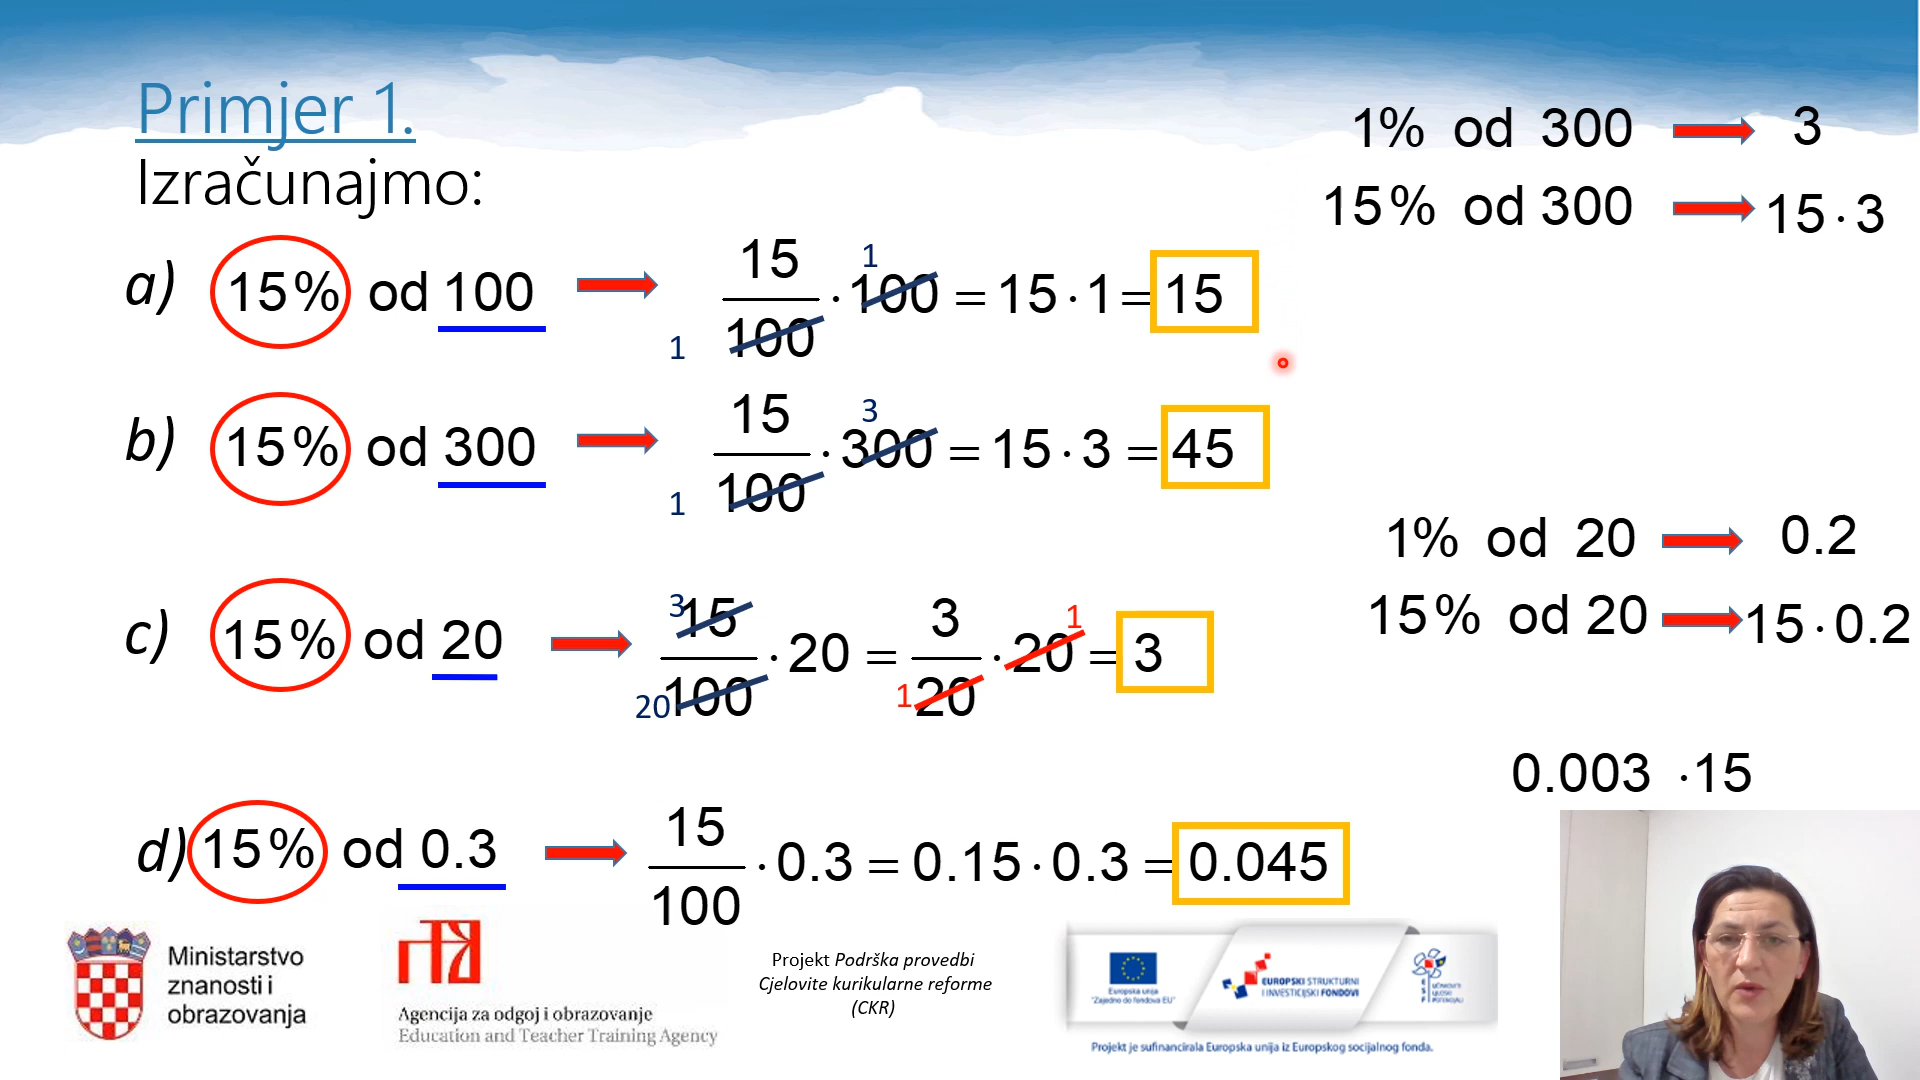 Primjer 1.
Izračunajmo:
1% od 300 3
15% od 300 15·3
a) 15% od 100 15/100 · 100 = 15·1 = 15
1
1
b) 15% od 300 15/100 · 300 = 15·3 = 45
3
1
1% od 20 0.2
15% od 20 15·0.2
c) 15% od 20 15/100 · 20 = 3/20 · 20 = 3
3
20
1
1
0.003 ·15
d) 15% od 0.3 15/100 · 0.3 = 0.15·0.3 = 0.045
Ministarstvo
znanosti i
obrazovanja
Agencija za odgoj i obrazovanje
Education and Teacher Training Agency
Projekt Podrška provedbi
Cjelovite kurikularne reforme
(CKR)
Europska unija
"Zajedno do fondova EU"
EUROPSKI STRUKTURNI
I INVESTICIJSKI FONDOVI
Projekt je sufinancirala Europska unija iz Europskog socijalnog fonda.